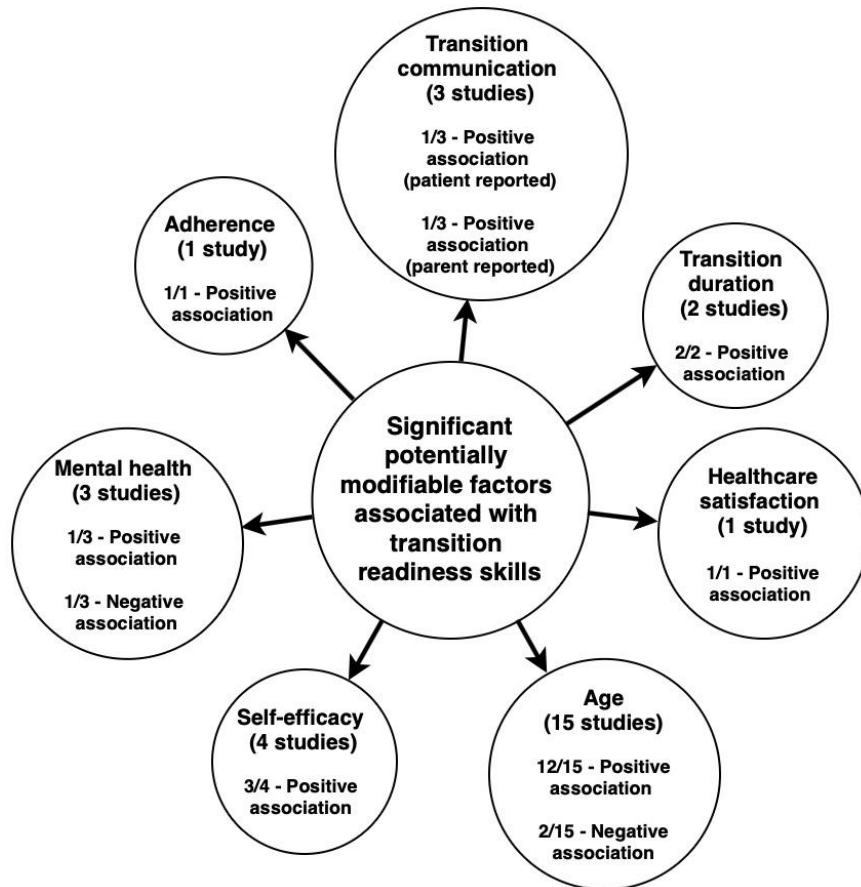 Transition
communication
(3 studies)
1/3 - Positive
association
(patient reported)
1/3 - Positive
association
(parent reported)
Adherence
(1 study)
1/1 - Positive
association
Transition
duration
(2 studies)
2/2 - Positive
association
Significant
potentially
modifiable factors
associated with
transition
readiness skills
Mental health
(3 studies)
1/3 - Positive
association
1/3 - Negative
association
Healthcare
satisfaction
(1 study)
1/1 - Positive
association
Self-efficacy
(4 studies)
3/4 - Positive
association
Age
(15 studies)
12/15 - Positive
association
2/15 - Negative
association